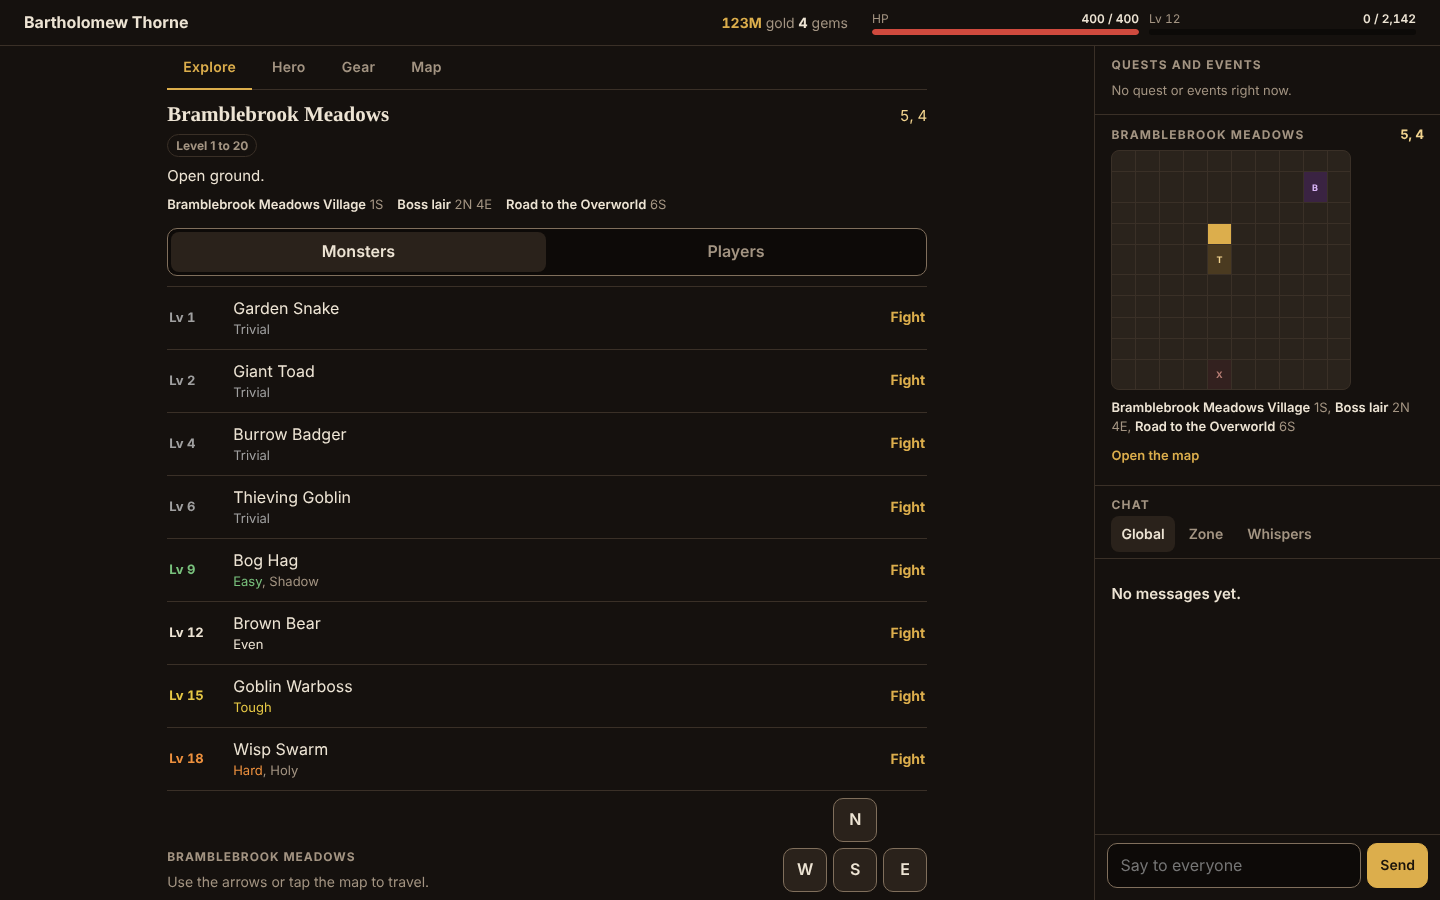 Bartholomew Thorne
123M gold 4 gems
HP 400 / 400
Lv 12 0 / 2,142
Explore Hero Gear Map
Bramblebrook Meadows 5, 4
Level 1 to 20
Open ground.
Bramblebrook Meadows Village 1S Boss lair 2N 4E Road to the Overworld 6S
Monsters Players
Lv 1 Garden Snake Fight
Trivial
Lv 2 Giant Toad Fight
Trivial
Lv 4 Burrow Badger Fight
Trivial
Lv 6 Thieving Goblin Fight
Trivial
Lv 9 Bog Hag Fight
Easy, Shadow
Lv 12 Brown Bear Fight
Even
Lv 15 Goblin Warboss Fight
Tough
Lv 18 Wisp Swarm Fight
Hard, Holy
N
W S E
BRAMBLEBROOK MEADOWS
Use the arrows or tap the map to travel.
QUESTS AND EVENTS
No quest or events right now.
BRAMBLEBROOK MEADOWS 5, 4
B
T
X
Bramblebrook Meadows Village 1S, Boss lair 2N
4E, Road to the Overworld 6S
Open the map
CHAT
Global Zone Whispers
No messages yet.
Say to everyone Send